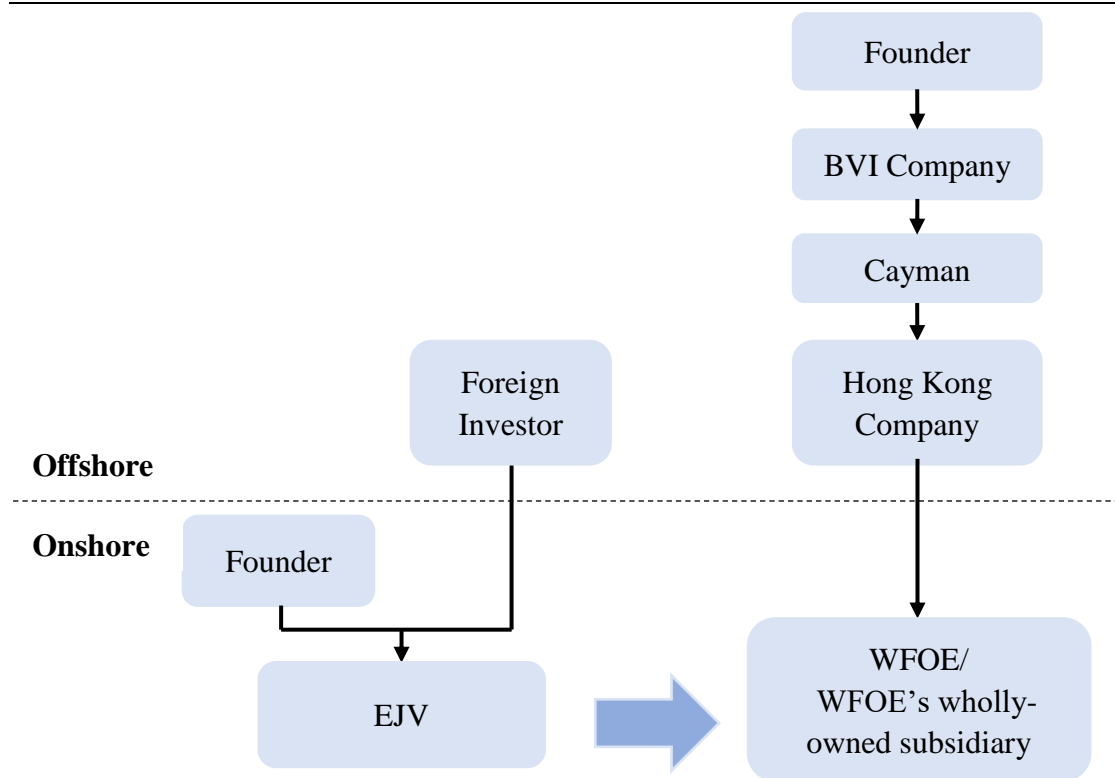 Founder
BVI Company
Cayman
Foreign
Investor
Hong Kong
Company
Offshore
Onshore
Founder
EJV
WFOE/
WFOE’s wholly-
owned subsidiary